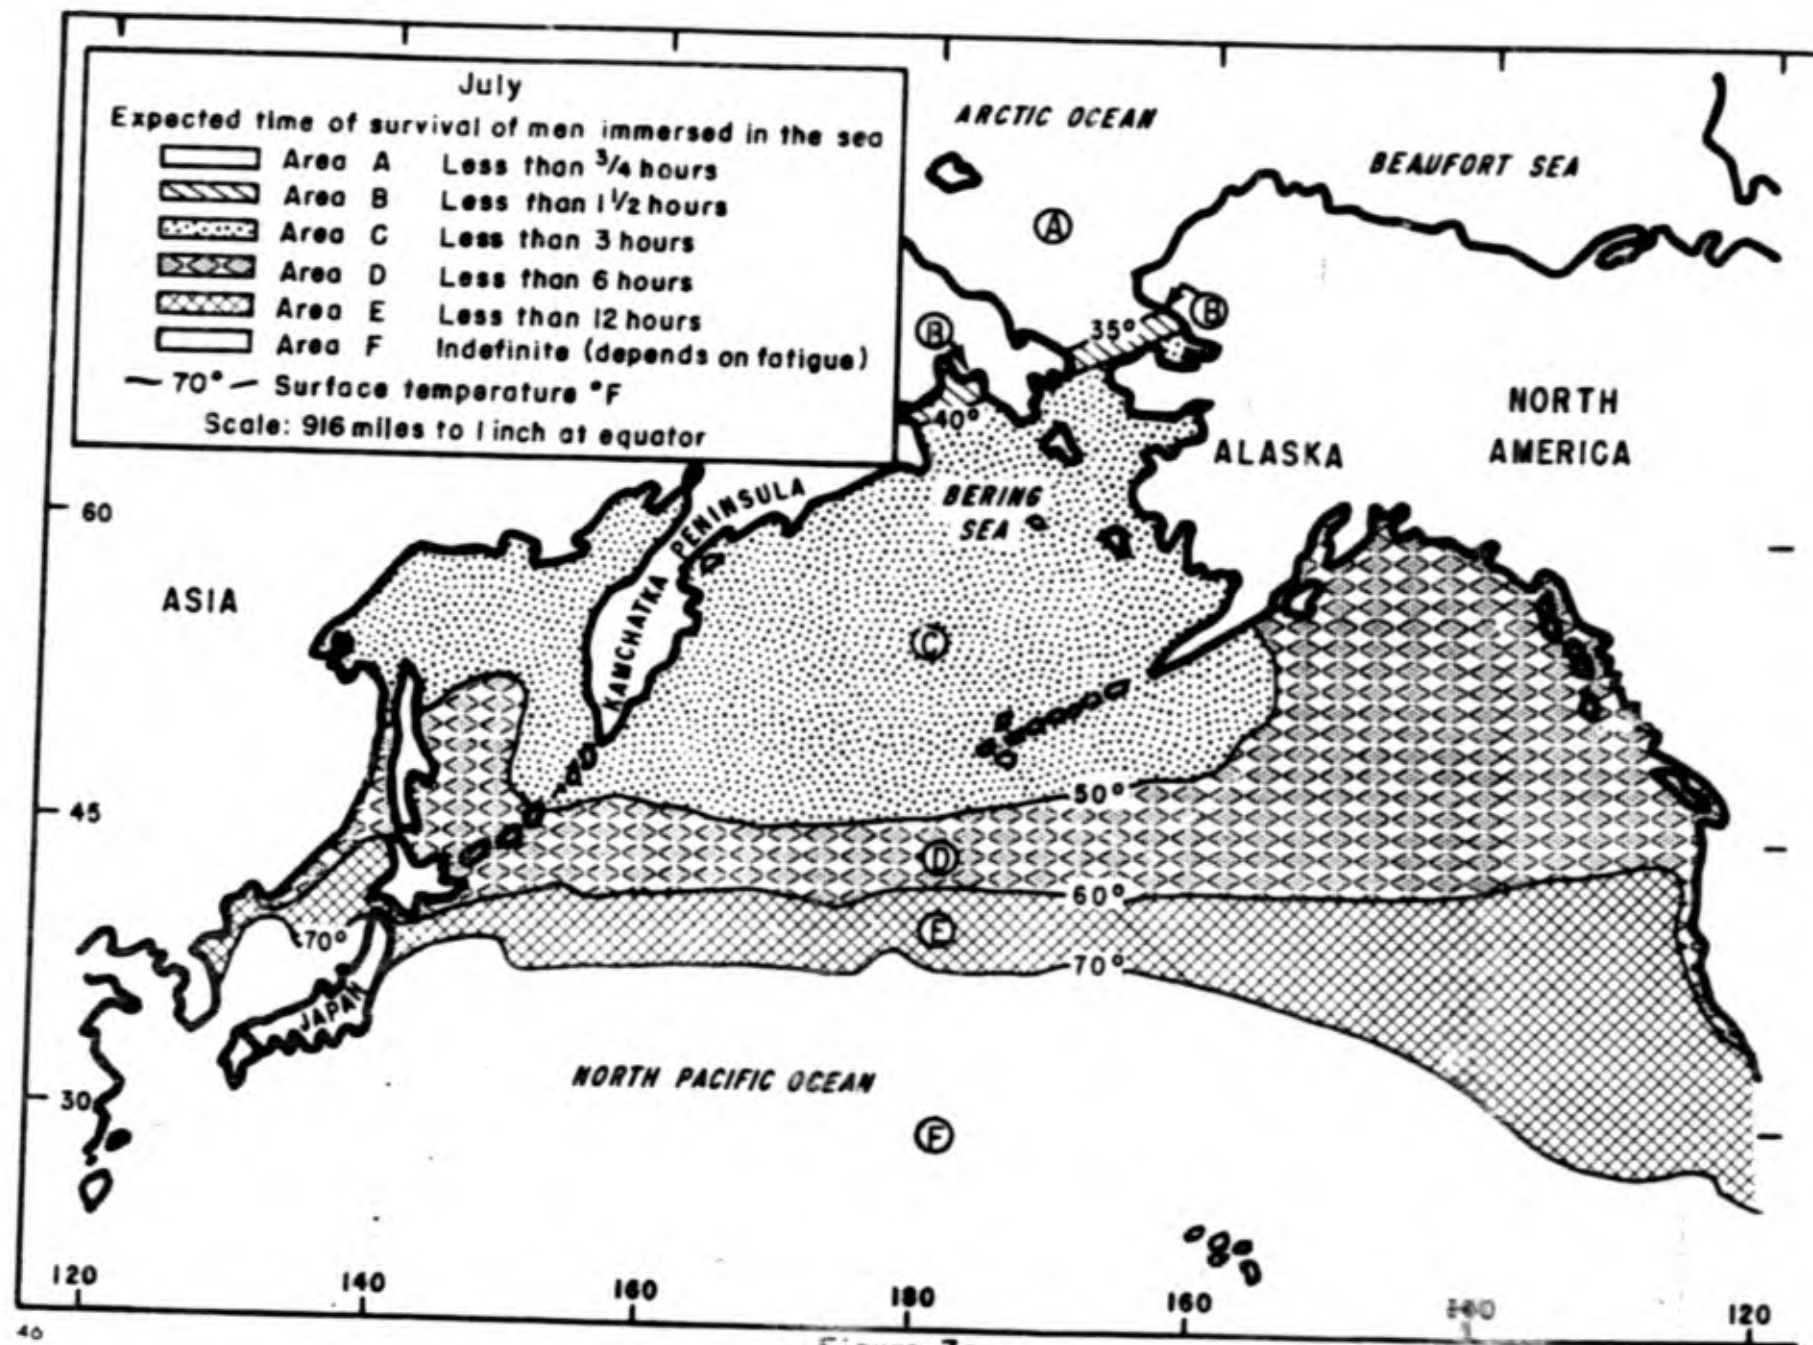 July
Expected time of survival of men immersed in the sea
Area A Less than 3/4 hours
Area B Less than 1 1/2 hours
Area C Less than 3 hours
Area D Less than 6 hours
Area E Less than 12 hours
Area F Indefinite (depends on fatigue)
— 70° — Surface temperature °F
Scale: 916 miles to 1 inch at equator
ARCTIC OCEAN
BEAUFORT SEA
A
B
B
35°
40°
NORTH
AMERICA
ALASKA
BERING
SEA
60
KAMCHATKA PENINSULA
ASIA
C
45
50°
D
60°
E
70°
70°
JAPAN
NORTH PACIFIC OCEAN
30
F
120
140
160
180
160
140
120